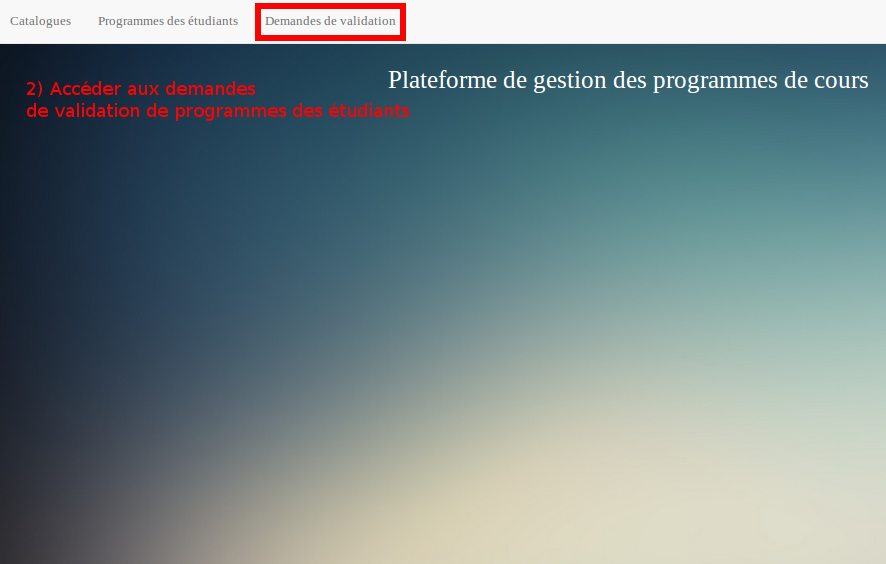 Catalogues Programmes des étudiants Demandes de validation
Plateforme de gestion des programmes de cours
2) Accéder aux demandes
de validation de programmes des étudiants